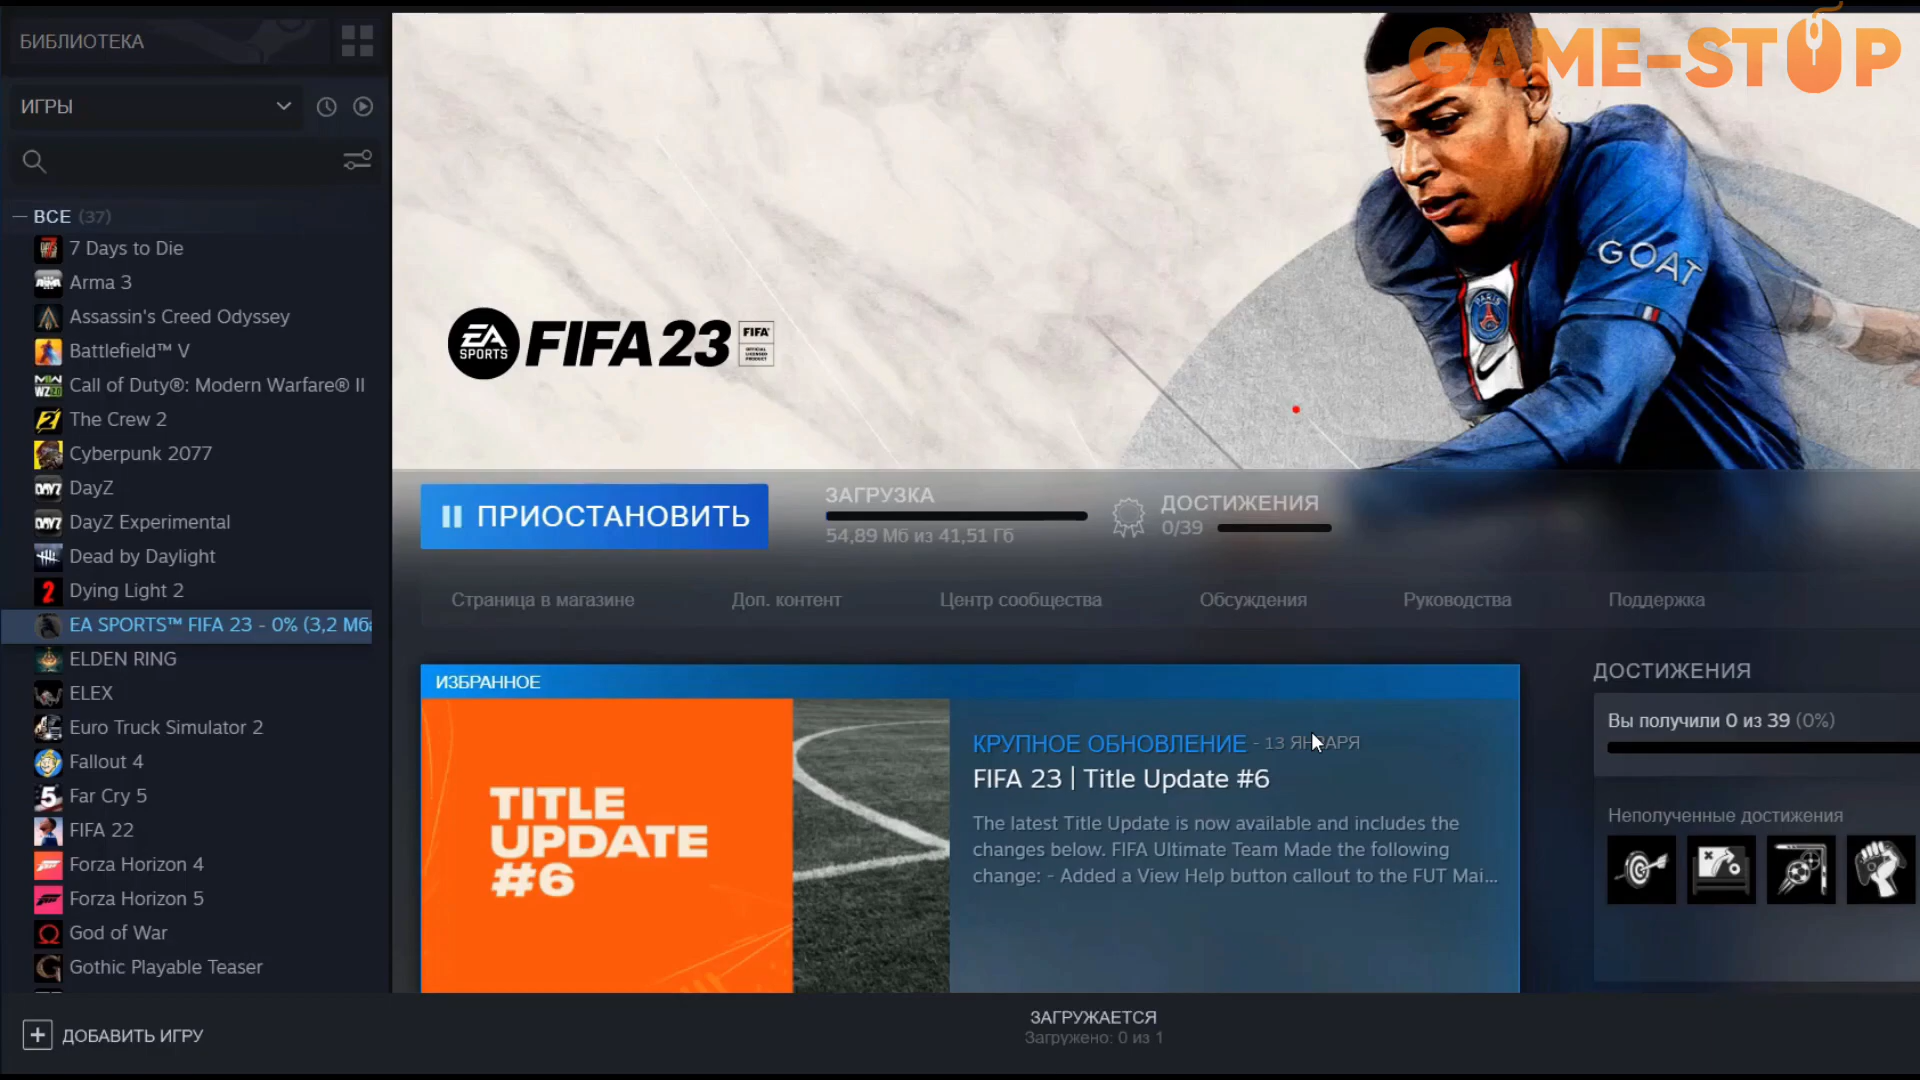 БИБЛИОТЕКА
ИГРЫ
ВСЕ (37)
7 Days to Die
Arma 3
Assassin's Creed Odyssey
Battlefield™ V
Call of Duty®: Modern Warfare® II
The Crew 2
Cyberpunk 2077
DayZ
DayZ Experimental
Dead by Daylight
Dying Light 2
EA SPORTS™ FIFA 23 - 0% (3,2 Мб
ELDEN RING
ELEX
Euro Truck Simulator 2
Fallout 4
Far Cry 5
FIFA 22
Forza Horizon 4
Forza Horizon 5
God of War
Gothic Playable Teaser
ДОБАВИТЬ ИГРУ
GAME-STOP
GOAT
PARIS
EA SPORTS FIFA 23 FIFA
OFFICIAL LICENSED PRODUCT
ПРИОСТАНОВИТЬ
ЗАГРУЗКА
54,89 Мб из 41,51 Гб
ДОСТИЖЕНИЯ
0/39
Страница в магазине Доп. контент Центр сообщества Обсуждения Руководства Поддержка
ИЗБРАННОЕ
TITLE
UPDATE
#6
КРУПНОЕ ОБНОВЛЕНИЕ - 13 ЯНВАРЯ
FIFA 23 | Title Update #6
The latest Title Update is now available and includes the
changes below. FIFA Ultimate Team Made the following
change: - Added a View Help button callout to the FUT Mai...
ДОСТИЖЕНИЯ
Вы получили 0 из 39 (0%)
Неполученные достижения
ЗАГРУЖАЕТСЯ
Загружено: 0 из 1